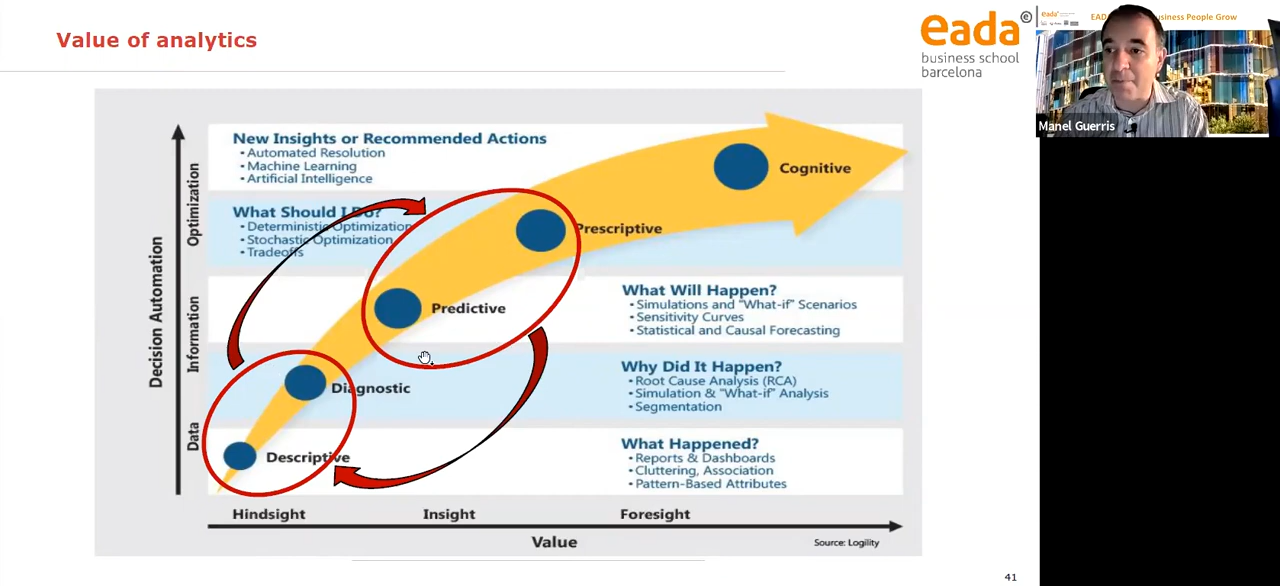 Value of analytics
eada
business school
barcelona
eada
EAD
usiness People Grow
Manel Guerris
New Insights or Recommended Actions
• Automated Resolution
• Machine Learning
• Artificial Intelligence
Cognitive
What Should I Do?
• Deterministic Optimization
• Stochastic Optimization
• Tradeoffs
Prescriptive
What Will Happen?
• Simulations and "What-if" Scenarios
• Sensitivity Curves
• Statistical and Causal Forecasting
Predictive
Why Did It Happen?
• Root Cause Analysis (RCA)
• Simulation & "What-if" Analysis
• Segmentation
Diagnostic
What Happened?
• Reports & Dashboards
• Cluttering, Association
• Pattern-Based Attributes
Descriptive
Decision Automation
Optimization
Information
Data
Hindsight
Insight
Foresight
Value
Source: Logility
41